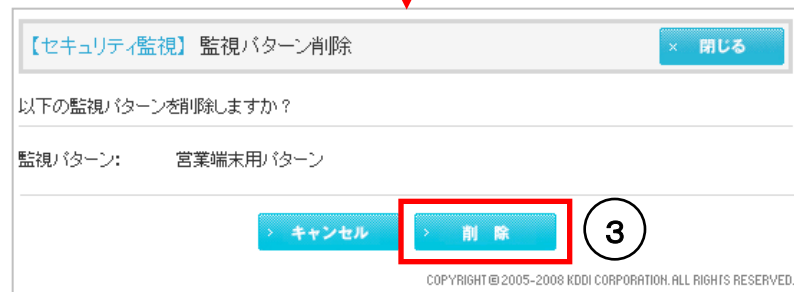 【セキュリティ監視】 監視パターン削除
× 閉じる
以下の監視パターンを削除しますか?
監視パターン: 営業端末用パターン
> キャンセル
> 削 除
3
COPYRIGHT © 2005-2008 KDDI CORPORATION. ALL RIGHTS RESERVED.